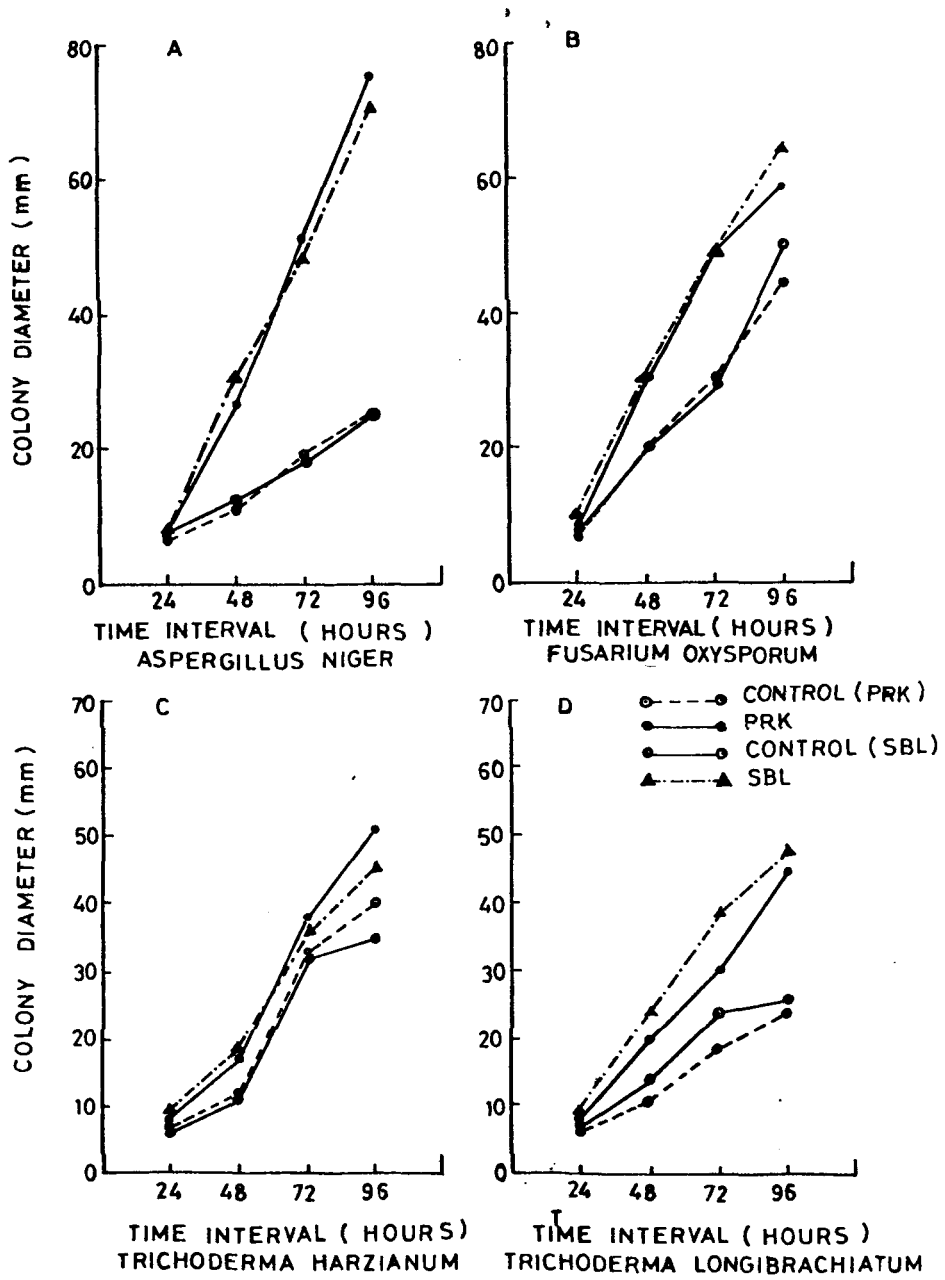 A
80
60
40
20
0
COLONY DIAMETER (mm)
24 48 72 96
TIME INTERVAL (HOURS)
ASPERGILLUS NIGER
B
80
60
40
20
0
24 48 72 96
TIME INTERVAL (HOURS)
FUSARIUM OXYSPORUM
C
70
60
50
40
30
20
10
0
COLONY DIAMETER (mm)
24 48 72 96
TIME INTERVAL (HOURS)
TRICHODERMA HARZIANUM
D
CONTROL (PRK)
PRK
CONTROL (SBL)
SBL
70
60
50
40
30
20
10
0
24 48 72 96
TIME INTERVAL (HOURS)
TRICHODERMA LONGIBRACHIATUM